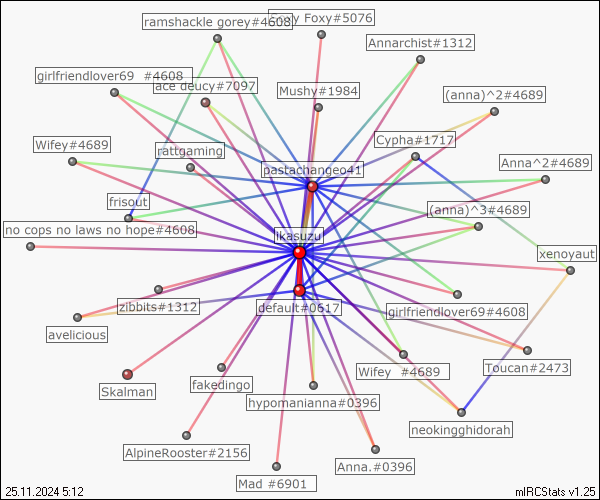 ramshackle gorey#4608
Foxy Foxy#5076
Annarchist#1312
girlfriendlover69 #4608
ace deucy#7097
Mushy#1984
(anna)^2#4689
Wifey#4689
rattgaming
Cypha#1717
pastachangeo41
Anna^2#4689
frisout
(anna)^3#4689
no cops no laws no hope#4608
ikasuzu
xenoyaut
zibbits#1312
default#0617
girlfriendlover69#4608
avelicious
Wifey #4689
Toucan#2473
Skalman
fakedingo
hypomanianna#0396
neokingghidorah
AlpineRooster#2156
Anna.#0396
Mad #6901
25.11.2024 5:12
mIRCStats v1.25